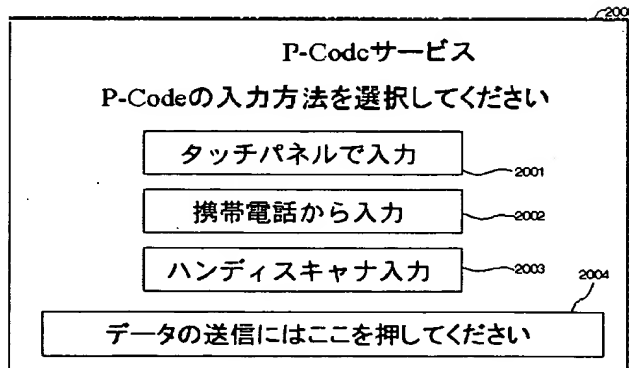 200
P-Codeサービス
P-Codeの入力方法を選択してください
タッチパネルで入力
2001
携帯電話から入力
2002
ハンディスキャナ入力
2003
2004
データの送信にはここを押してください